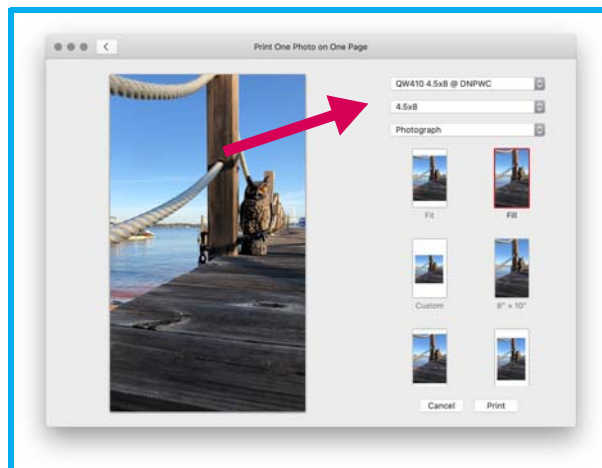 Print One Photo on One Page
QW410 4.5x8 @ DNPWC
4.5x8
Photograph
Fit
Fill
Custom
8" × 10"
Cancel
Print